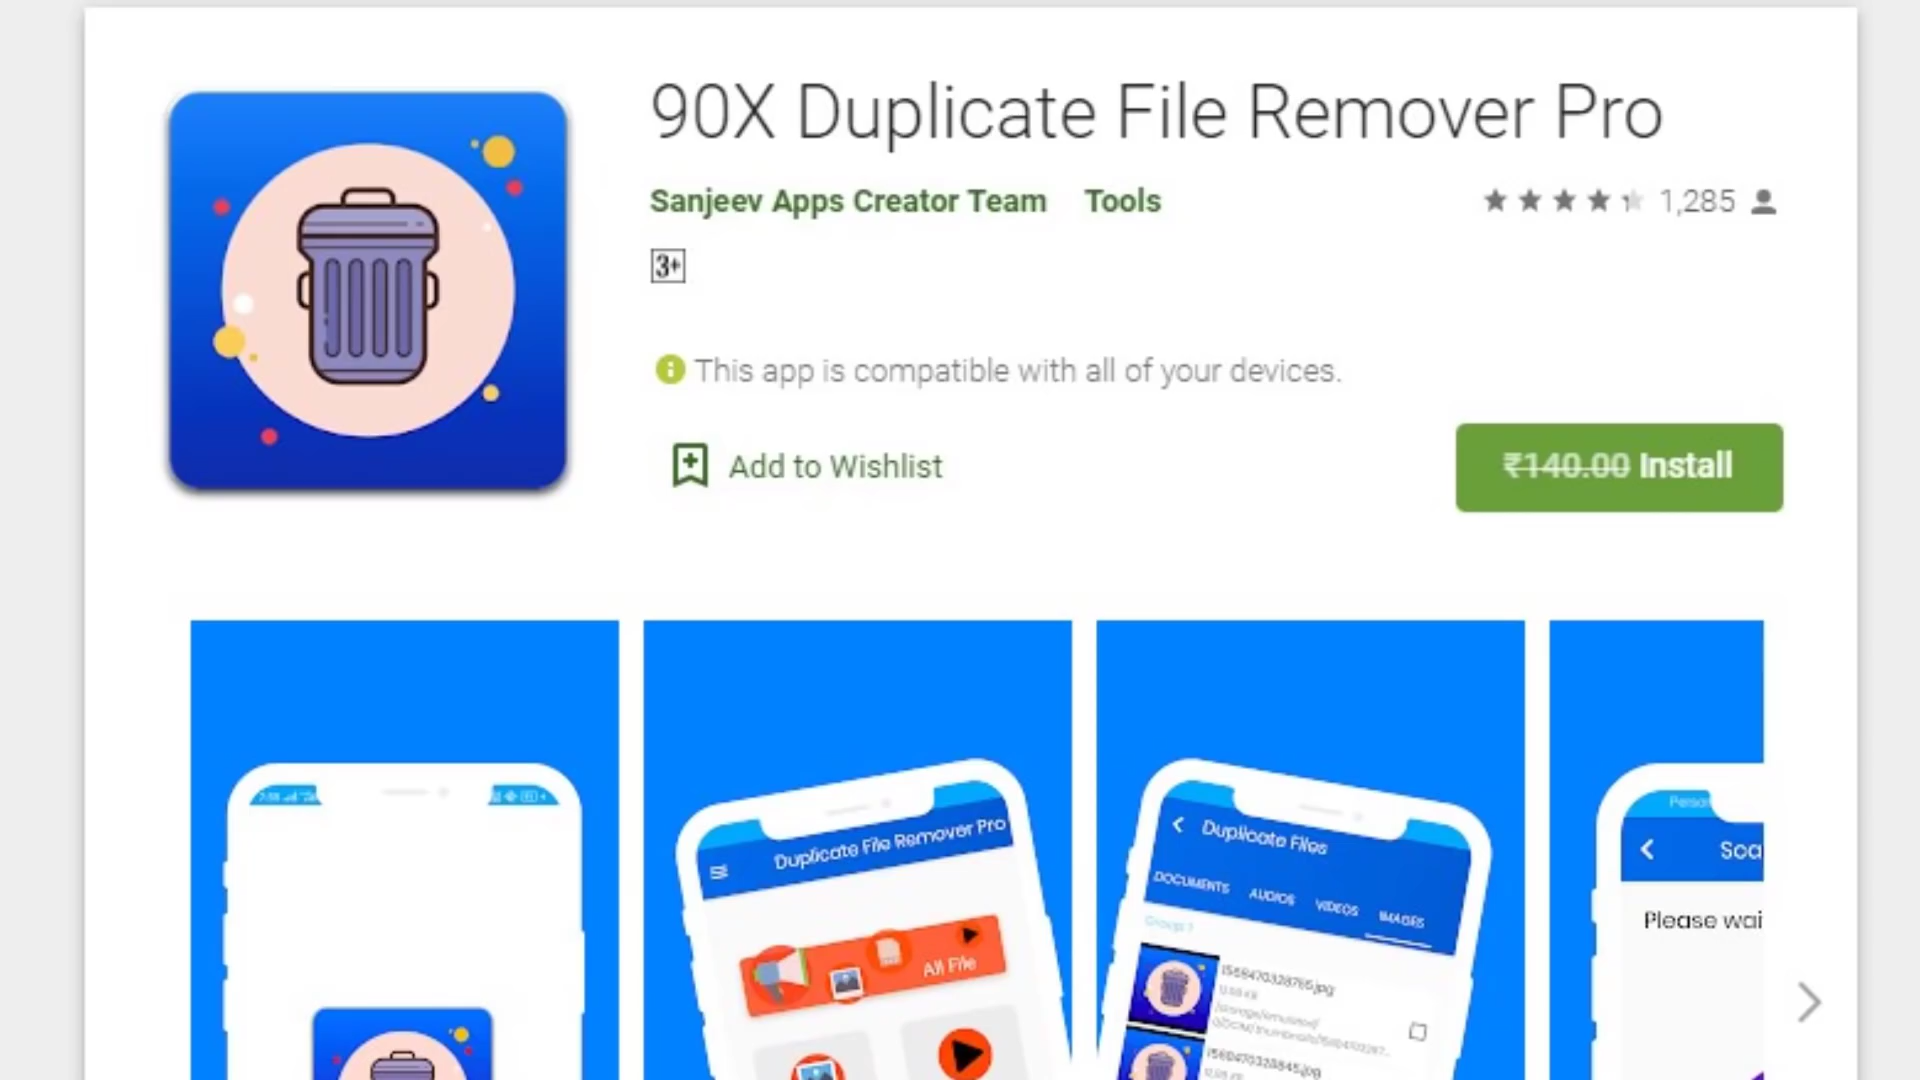 90X Duplicate File Remover Pro
Sanjeev Apps Creator Team Tools 1,285
3+
This app is compatible with all of your devices.
Add to Wishlist ₹140.00 Install
Duplicate File Remover Pro
All File
Duplicate Files
DOCUMENTS AUDIOS VIDEOS IMAGES
Sca
Please wai